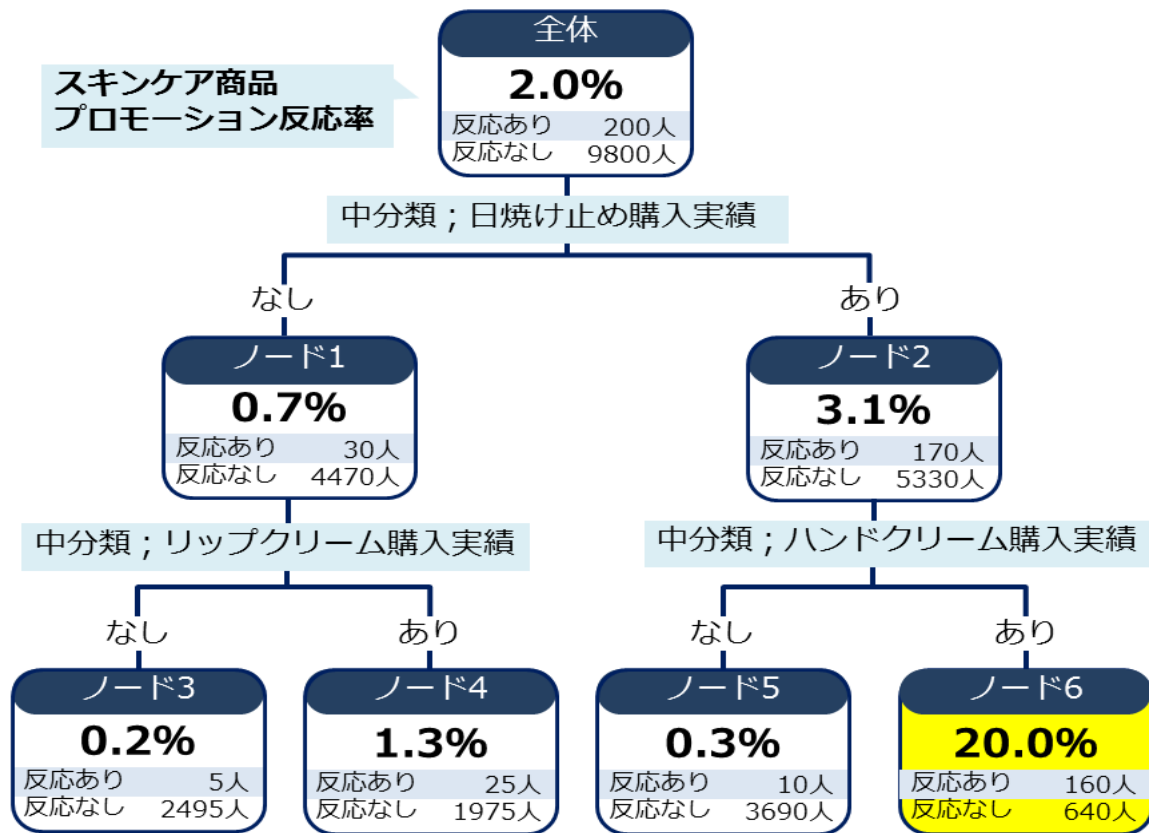 全体
スキンケア商品
プロモーション反応率
2.0%
反応あり 200人
反応なし 9800人
中分類；日焼け止め購入実績
なし
あり
ノード1
0.7%
反応あり 30人
反応なし 4470人
ノード2
3.1%
反応あり 170人
反応なし 5330人
中分類；リップクリーム購入実績
中分類；ハンドクリーム購入実績
なし
あり
なし
あり
ノード3
0.2%
反応あり 5人
反応なし 2495人
ノード4
1.3%
反応あり 25人
反応なし 1975人
ノード5
0.3%
反応あり 10人
反応なし 3690人
ノード6
20.0%
反応あり 160人
反応なし 640人